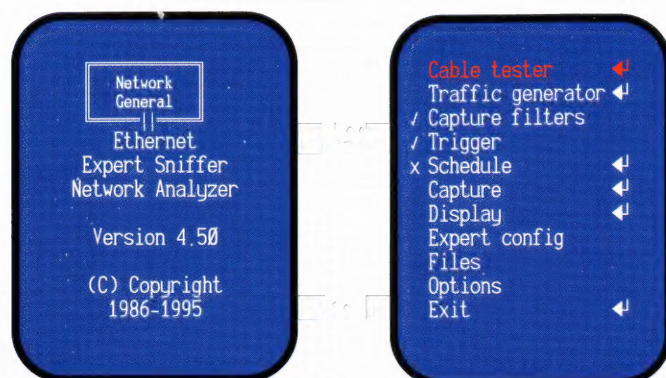 Network
General
Ethernet
Expert Sniffer
Network Analyzer
Version 4.50
(C) Copyright
1986-1995
Cable tester
Traffic generator
√ Capture filters
√ Trigger
x Schedule
Capture
Display
Expert config
Files
Options
Exit